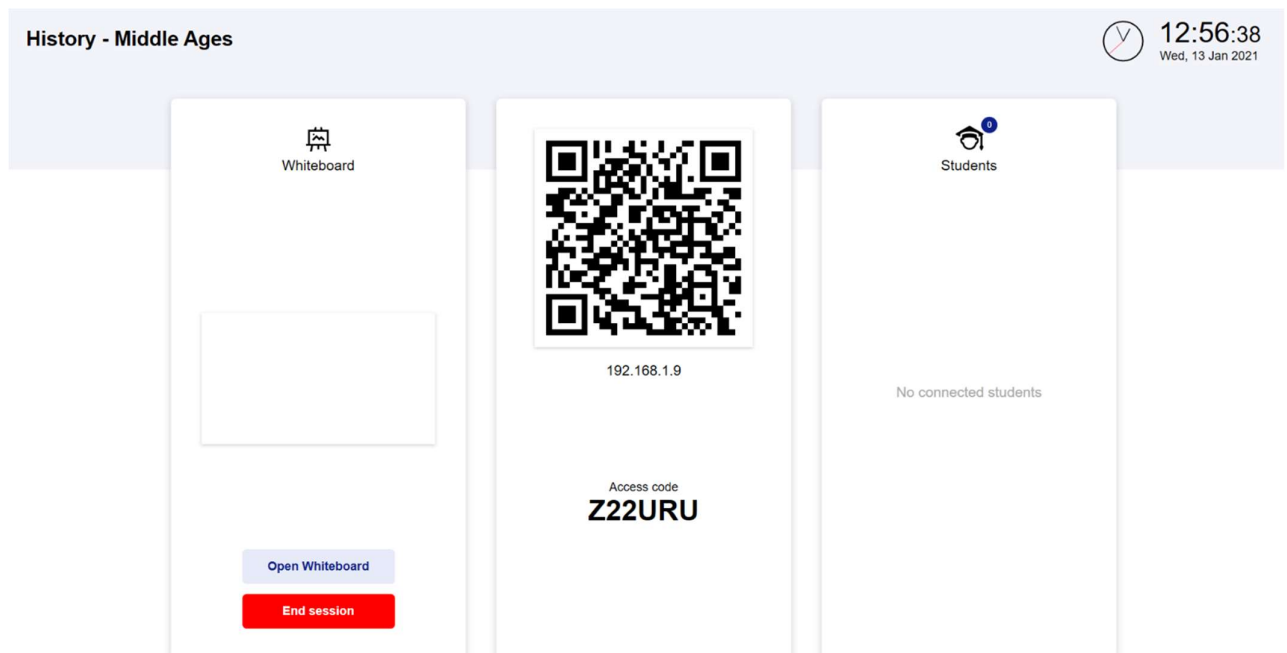 History - Middle Ages
12:56:38
Wed, 13 Jan 2021
Whiteboard
Open Whiteboard
End session
192.168.1.9
Access code
Z22URU
0
Students
No connected students